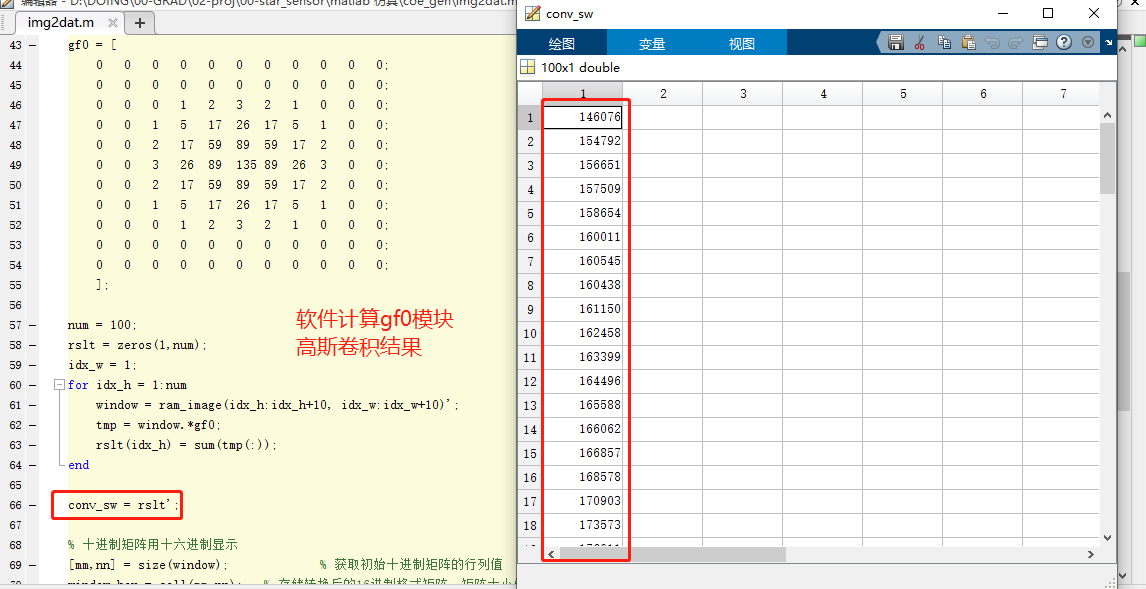 编辑器 - D:\DOING\00-GRAD\02-proj\00-star_sensor\matlab 仿真\coe_gen\img2dat.m
img2dat.m × +
43 – gf0 = [
44 0 0 0 0 0 0 0 0 0 0 0;
45 0 0 0 0 0 0 0 0 0 0 0;
46 0 0 0 1 2 3 2 1 0 0 0;
47 0 0 1 5 17 26 17 5 1 0 0;
48 0 0 2 17 59 89 59 17 2 0 0;
49 0 0 3 26 89 135 89 26 3 0 0;
50 0 0 2 17 59 89 59 17 2 0 0;
51 0 0 1 5 17 26 17 5 1 0 0;
52 0 0 0 1 2 3 2 1 0 0 0;
53 0 0 0 0 0 0 0 0 0 0 0;
54 0 0 0 0 0 0 0 0 0 0 0;
55 ];
56
57 – num = 100;
58 – rslt = zeros(1,num);
59 – idx_w = 1;
60 – for idx_h = 1:num
61 – window = ram_image(idx_h:idx_h+10, idx_w:idx_w+10)';
62 – tmp = window.*gf0;
63 – rslt(idx_h) = sum(tmp(:));
64 – end
65
66 – conv_sw = rslt';
67
68 % 十进制矩阵用十六进制显示
69 – [mm,nn] = size(window); % 获取初始十进制矩阵的行列值
软件计算gf0模块
高斯卷积结果
conv_sw
绘图 变量 视图
100x1 double
1 2 3 4 5 6 7
1 146076
2 154792
3 156651
4 157509
5 158654
6 160011
7 160545
8 160438
9 161150
10 162458
11 163399
12 164496
13 165588
14 166062
15 166857
16 168578
17 170903
18 173573